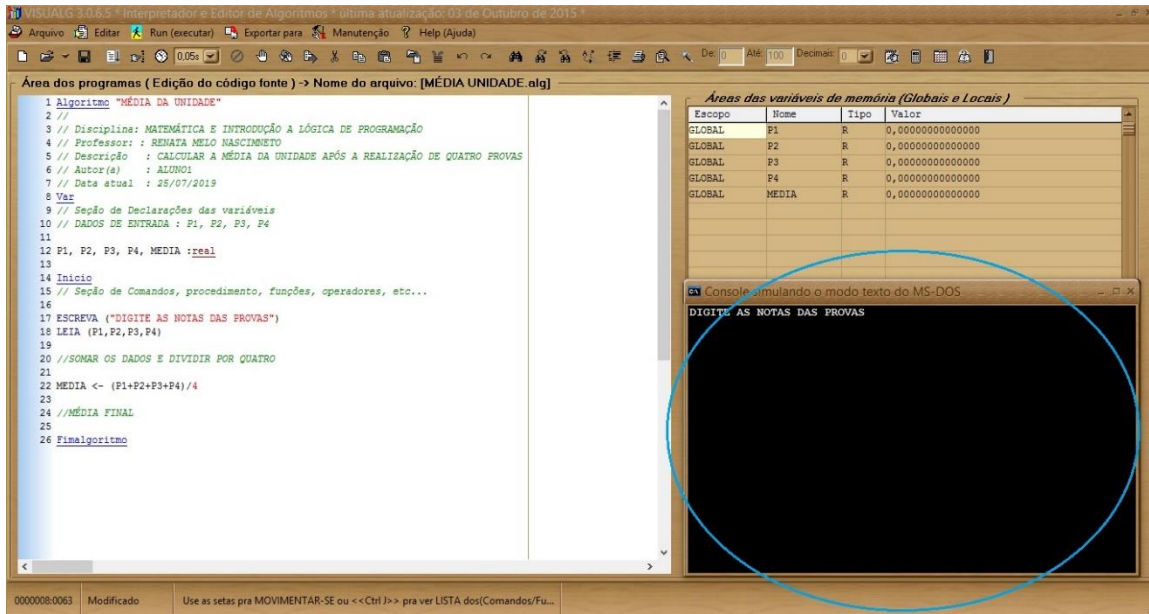 VISUALG 3.0.6.5 * Interpretador e Editor de Algoritmos * última atualização: 03 de Outubro de 2015 *
Arquivo Editar Run (executar) Exportar para Manutenção Help (Ajuda)
0,05s De: 0 Até: 100 Decimais: 0
Área dos programas ( Edição do código fonte ) -> Nome do arquivo: [MÉDIA UNIDADE.alg]
1 Algoritmo "MÉDIA DA UNIDADE"
2 //
3 // Disciplina: MATEMÁTICA E INTRODUÇÃO A LÓGICA DE PROGRAMAÇÃO
4 // Professor: : RENATA MELO NASCIMNETO
5 // Descrição : CALCULAR A MÉDIA DA UNIDADE APÓS A REALIZAÇÃO DE QUATRO PROVAS
6 // Autor(a) : ALUNO1
7 // Data atual : 25/07/2019
8 Var
9 // Seção de Declarações das variáveis
10 // DADOS DE ENTRADA : P1, P2, P3, P4
11
12 P1, P2, P3, P4, MEDIA :real
13
14 Inicio
15 // Seção de Comandos, procedimento, funções, operadores, etc...
16
17 ESCREVA ("DIGITE AS NOTAS DAS PROVAS")
18 LEIA (P1,P2,P3,P4)
19
20 //SOMAR OS DADOS E DIVIDIR POR QUATRO
21
22 MEDIA <- (P1+P2+P3+P4)/4
23
24 //MÉDIA FINAL
25
26 Fimalgoritmo
Áreas das variáveis de memória (Globais e Locais )
Escopo Nome Tipo Valor
GLOBAL P1 R 0,00000000000000
GLOBAL P2 R 0,00000000000000
GLOBAL P3 R 0,00000000000000
GLOBAL P4 R 0,00000000000000
GLOBAL MEDIA R 0,00000000000000
Console simulando o modo texto do MS-DOS
DIGITE AS NOTAS DAS PROVAS
0000008:0063 Modificado Use as setas pra MOVIMENTAR-SE ou <<Ctrl J>> pra ver LISTA dos(Comandos/Fu...